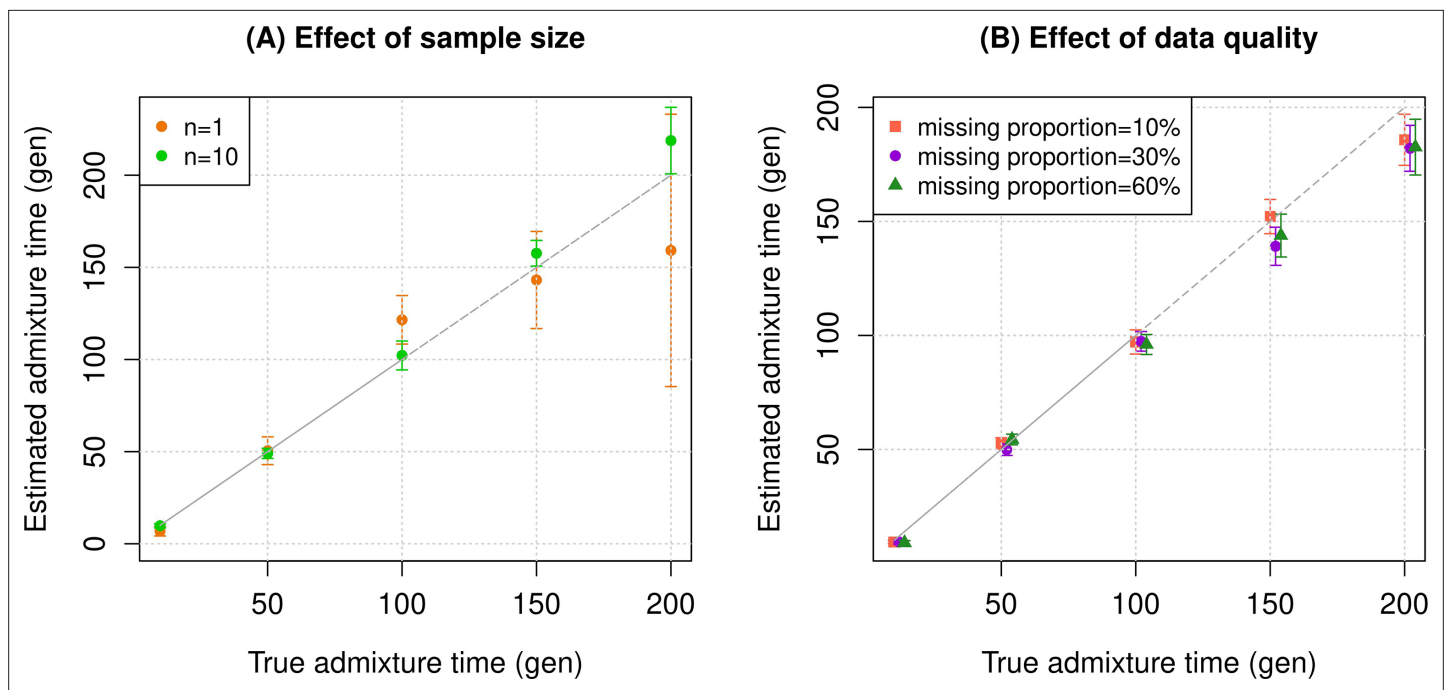 (A) Effect of sample size
n=1
n=10
Estimated admixture time (gen)
200
150
100
50
0
50 100 150 200
True admixture time (gen)
(B) Effect of data quality
missing proportion=10%
missing proportion=30%
missing proportion=60%
Estimated admixture time (gen)
200
150
100
50
50 100 150 200
True admixture time (gen)